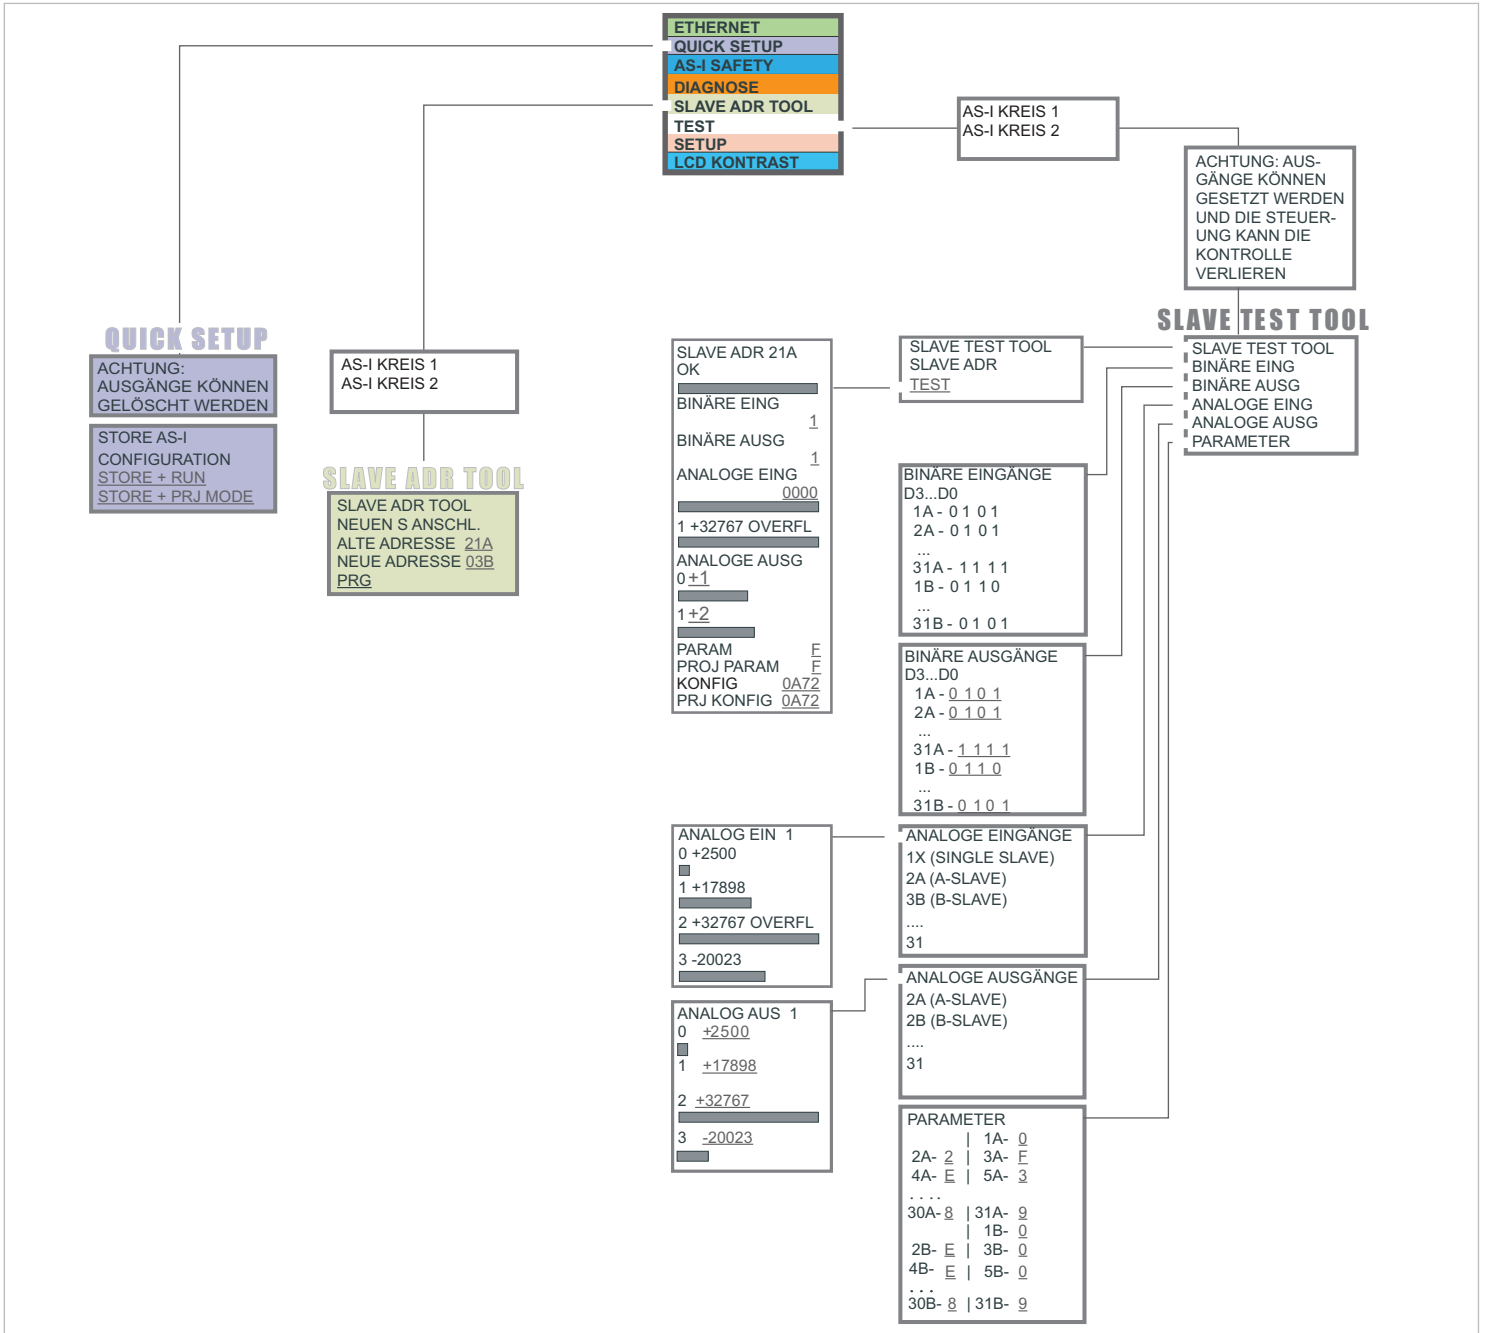 ETHERNET
QUICK SETUP
AS-I SAFETY
DIAGNOSE
SLAVE ADR TOOL
TEST
SETUP
LCD KONTRAST
AS-I KREIS 1
AS-I KREIS 2
ACHTUNG: AUS-
GÄNGE KÖNNEN
GESETZT WERDEN
UND DIE STEUER-
UNG KANN DIE
KONTROLLE
VERLIEREN
QUICK SETUP
ACHTUNG:
AUSGÄNGE KÖNNEN
GELÖSCHT WERDEN
STORE AS-I
CONFIGURATION
STORE + RUN
STORE + PRJ MODE
AS-I KREIS 1
AS-I KREIS 2
SLAVE ADR TOOL
SLAVE ADR TOOL
NEUEN S ANSCHL.
ALTE ADRESSE 21A
NEUE ADRESSE 03B
PRG
SLAVE TEST TOOL
SLAVE TEST TOOL
BINÄRE EING
BINÄRE AUSG
ANALOGE EING
ANALOGE AUSG
PARAMETER
SLAVE TEST TOOL
SLAVE ADR
TEST
SLAVE ADR 21A
OK
BINÄRE EING
1
BINÄRE AUSG
1
ANALOGE EING
0000
1 +32767 OVERFL
ANALOGE AUSG
0 +1
1 +2
PARAM F
PROJ PARAM F
KONFIG 0A72
PRJ KONFIG 0A72
BINÄRE EINGÄNGE
D3...D0
1A - 0 1 0 1
2A - 0 1 0 1
...
31A - 1 1 1 1
1B - 0 1 1 0
...
31B - 0 1 0 1
BINÄRE AUSGÄNGE
D3...D0
1A - 0 1 0 1
2A - 0 1 0 1
...
31A - 1 1 1 1
1B - 0 1 1 0
...
31B - 0 1 0 1
ANALOG EIN 1
0 +2500
1 +17898
2 +32767 OVERFL
3 -20023
ANALOGE EINGÄNGE
1X (SINGLE SLAVE)
2A (A-SLAVE)
3B (B-SLAVE)
....
31
ANALOG AUS 1
0 +2500
1 +17898
2 +32767
3 -20023
ANALOGE AUSGÄNGE
2A (A-SLAVE)
2B (B-SLAVE)
....
31
PARAMETER
| 1A- 0
2A- 2 | 3A- F
4A- E | 5A- 3
. . . .
30A- 8 | 31A- 9
| 1B- 0
2B- E | 3B- 0
4B- E | 5B- 0
. . .
30B- 8 | 31B- 9